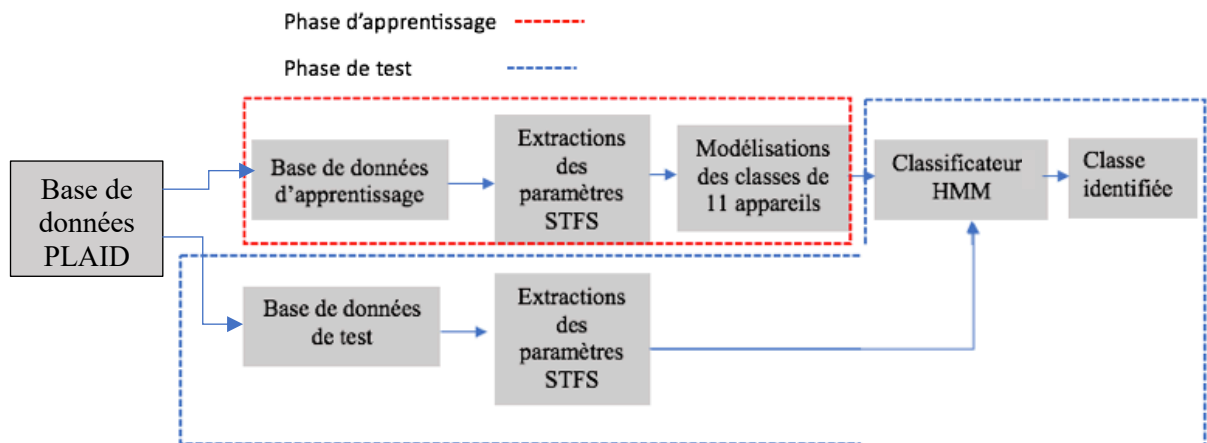 Phase d'apprentissage
Phase de test
Base de
données
PLAID
Base de données
d'apprentissage
Extractions
des
paramètres
STFS
Modélisations
des classes de
11 appareils
Classificateur
HMM
Classe
identifiée
Base de données
de test
Extractions
des
paramètres
STFS